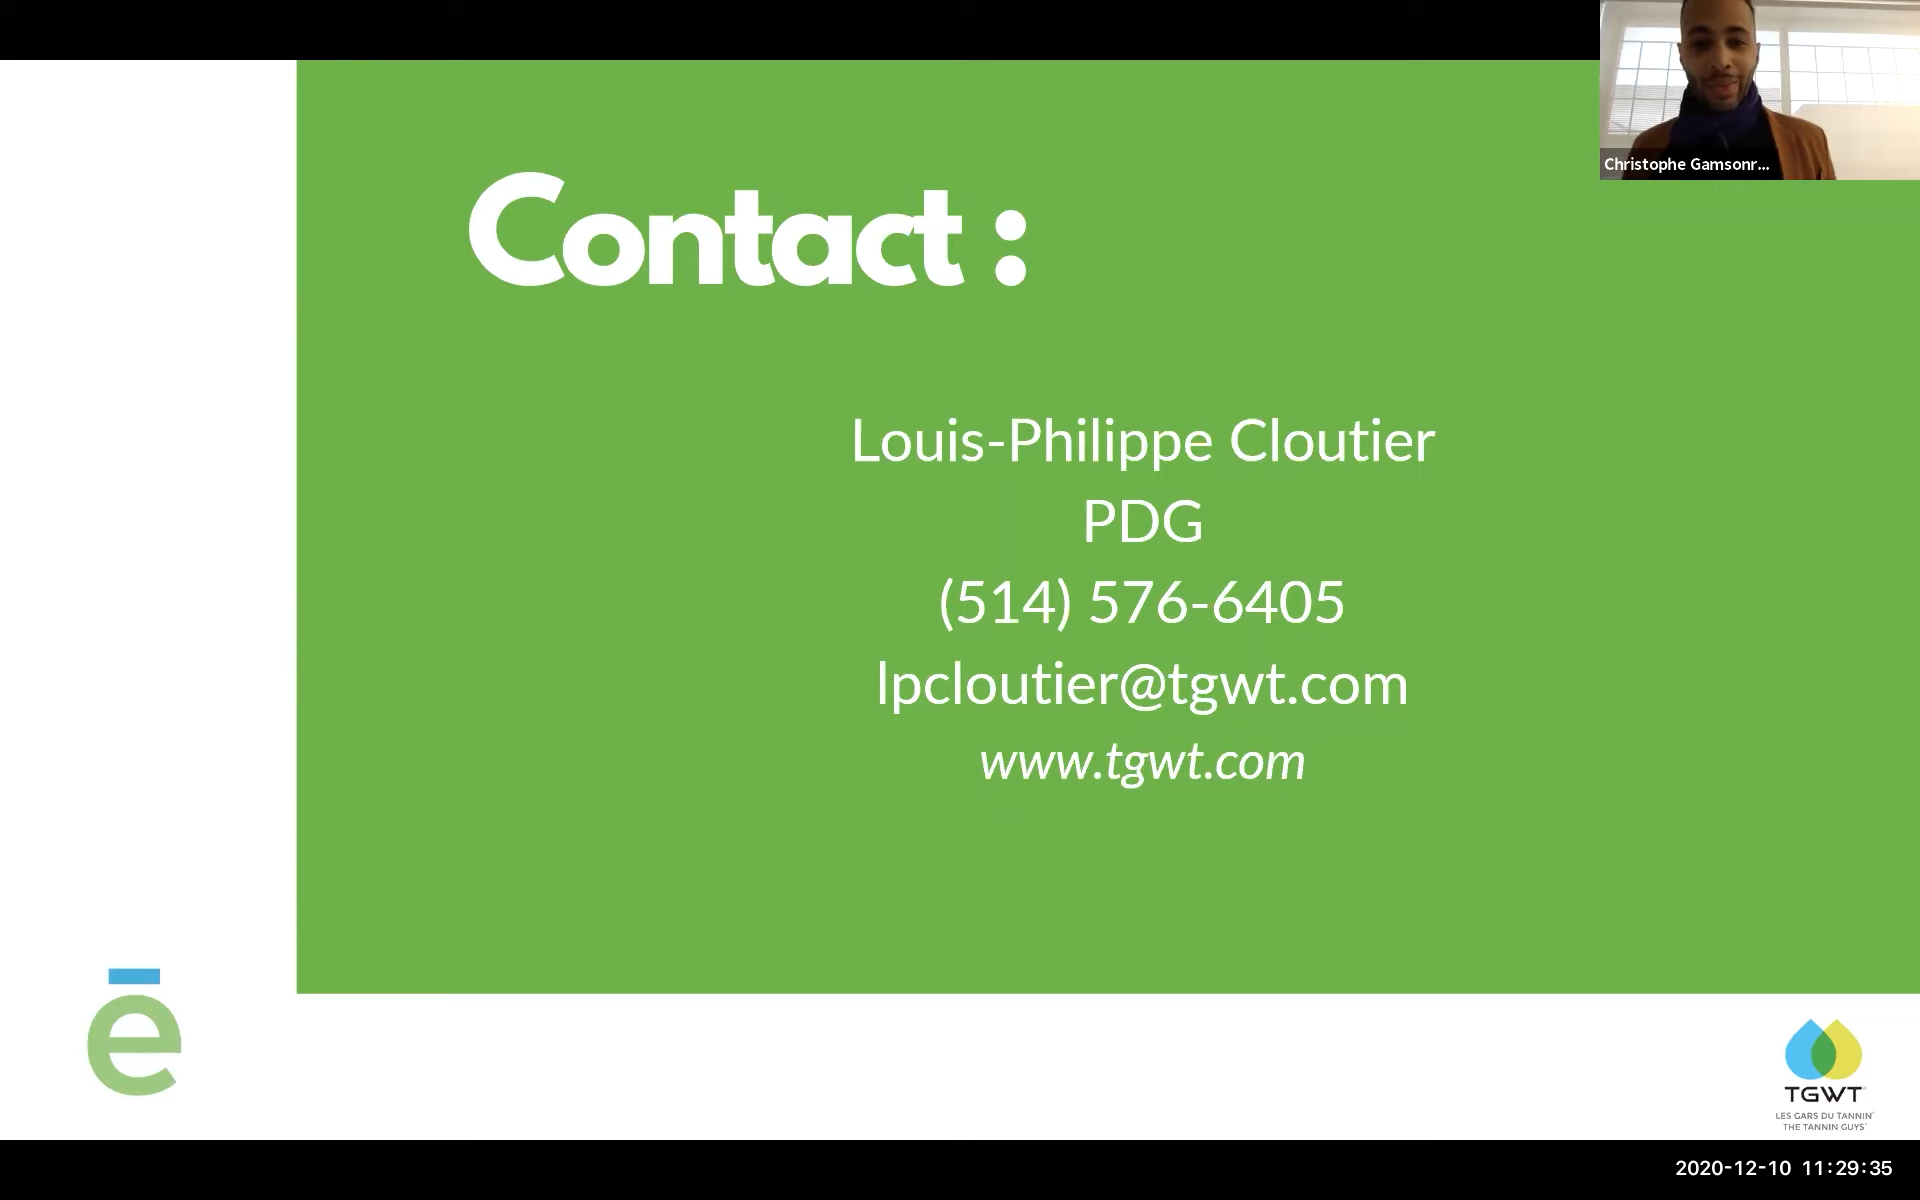 Christophe Gamsonr...
Contact :
Louis-Philippe Cloutier
PDG
(514) 576-6405
lpcloutier@tgwt.com
www.tgwt.com
ē
TGWT
LES GARS DU TANNIN
THE TANNIN GUYS
2020-12-10 11:29:35